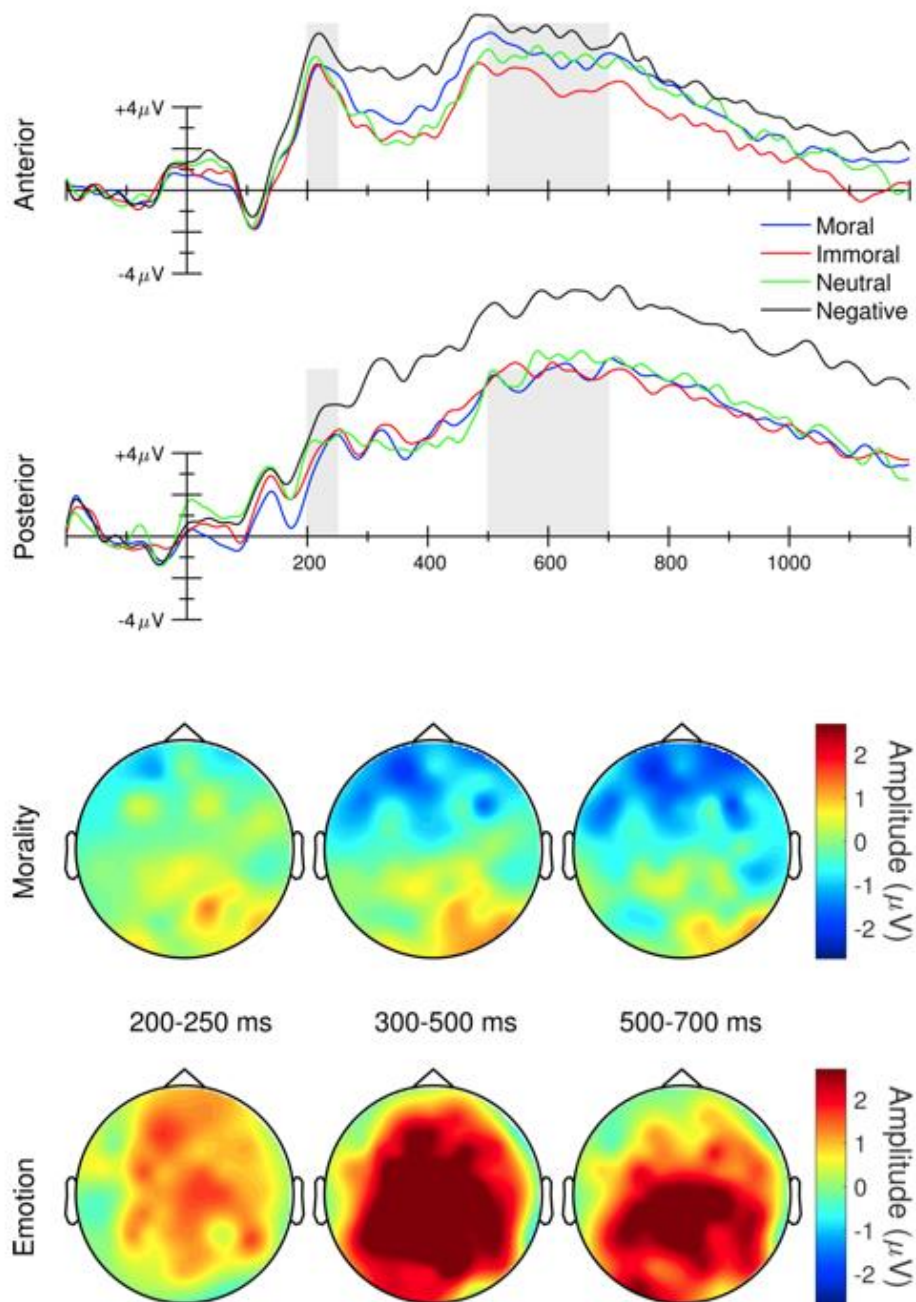 +4μV
Anterior
-4μV
Moral
Immoral
Neutral
Negative
+4μV
Posterior
200
400
600
800
1000
-4μV
Morality
2
1
0
-1
-2
Amplitude (μV)
200-250 ms
300-500 ms
500-700 ms
Emotion
2
1
0
-1
-2
Amplitude (μV)